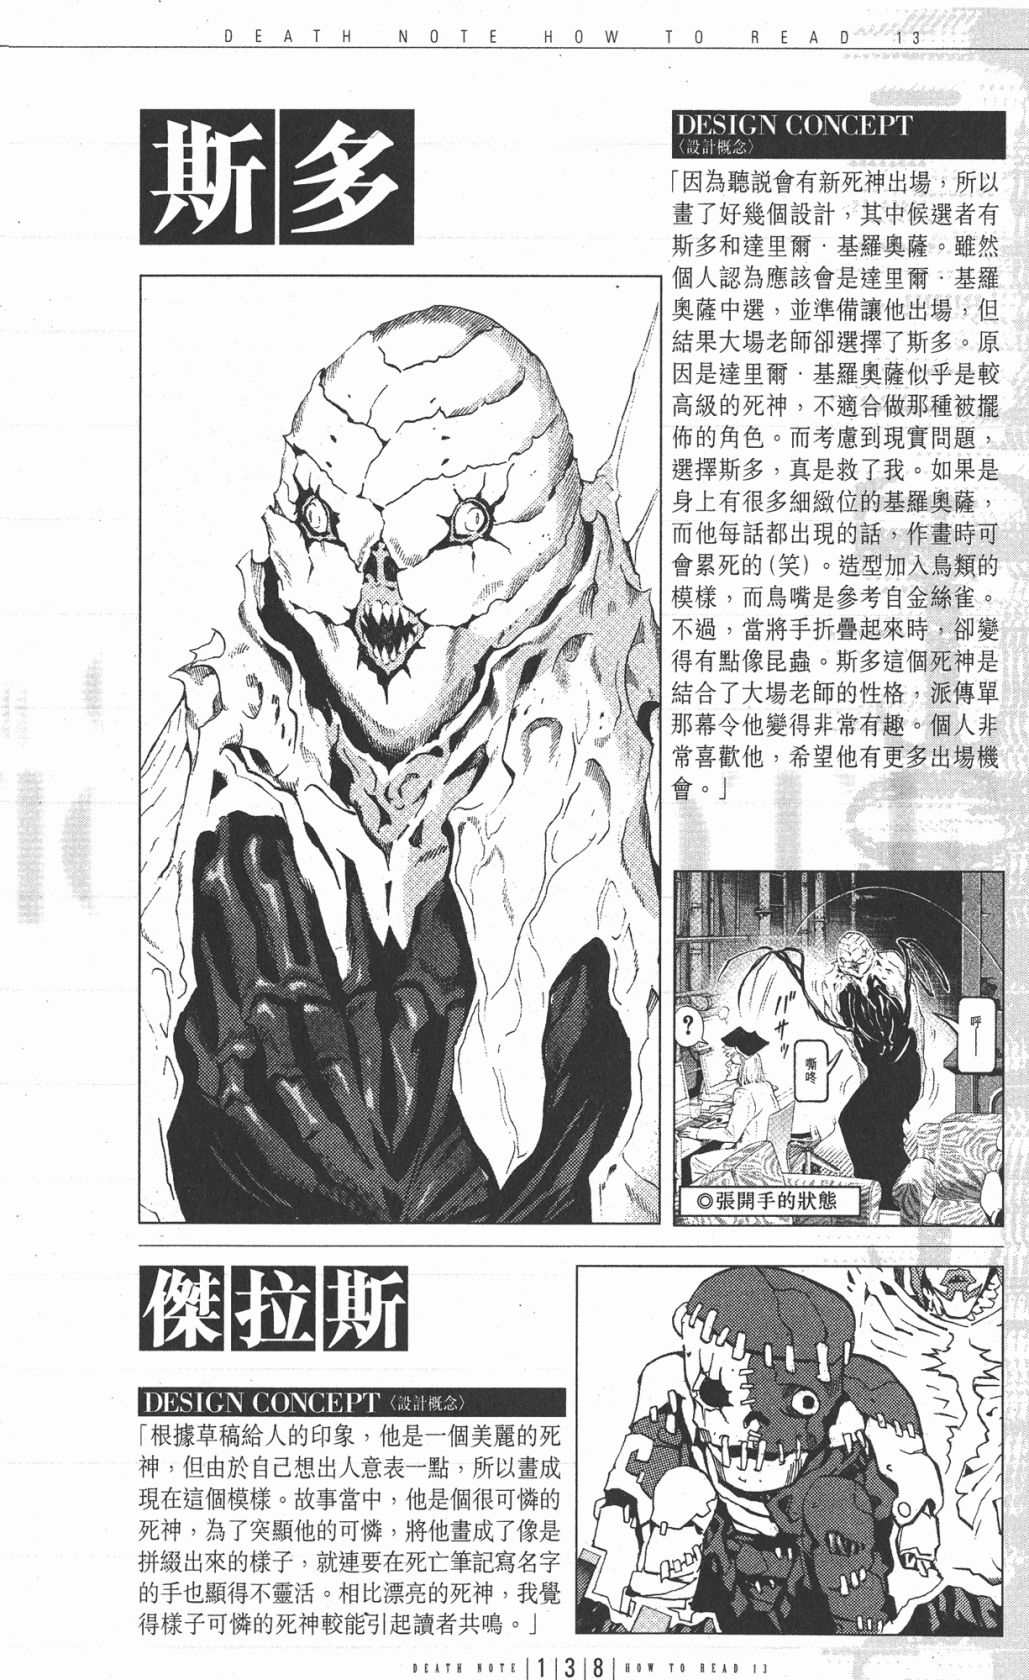 DEATH NOTE HOW TO READ 13
斯多
DESIGN CONCEPT
〈設計概念〉
「因為聽説會有新死神出場，所以
畫了好幾個設計，其中候選者有
斯多和達里爾．基羅奧薩。雖然
個人認為應該會是達里爾．基羅
奧薩中選，並準備讓他出場，但
結果大場老師卻選擇了斯多。原
因是達里爾．基羅奧薩似乎是較
高級的死神，不適合做那種被擺
佈的角色。而考慮到現實問題，
選擇斯多，真是救了我。如果是
身上有很多細緻位的基羅奧薩，
而他每話都出現的話，作畫時可
會累死的(笑)。造型加入鳥類的
模樣，而鳥嘴是參考自金絲雀。
不過，當將手折疊起來時，卻變
得有點像昆蟲。斯多這個死神是
結合了大場老師的性格，派傳單
那幕令他變得非常有趣。個人非
常喜歡他，希望他有更多出場機
會。」
?
バサッ
嘶咚
呼——
◎張開手的狀態
傑拉斯
DESIGN CONCEPT〈設計概念〉
「根據草稿給人的印象，他是一個美麗的死
神，但由於自己想出人意表一點，所以畫成
現在這個模樣。故事當中，他是個很可憐的
死神，為了突顯他的可憐，將他畫成了像是
拼綴出來的樣子，就連要在死亡筆記寫名字
的手也顯得不靈活。相比漂亮的死神，我覺
得樣子可憐的死神較能引起讀者共鳴。」
DEATH NOTE |1|3|8| HOW TO READ 13